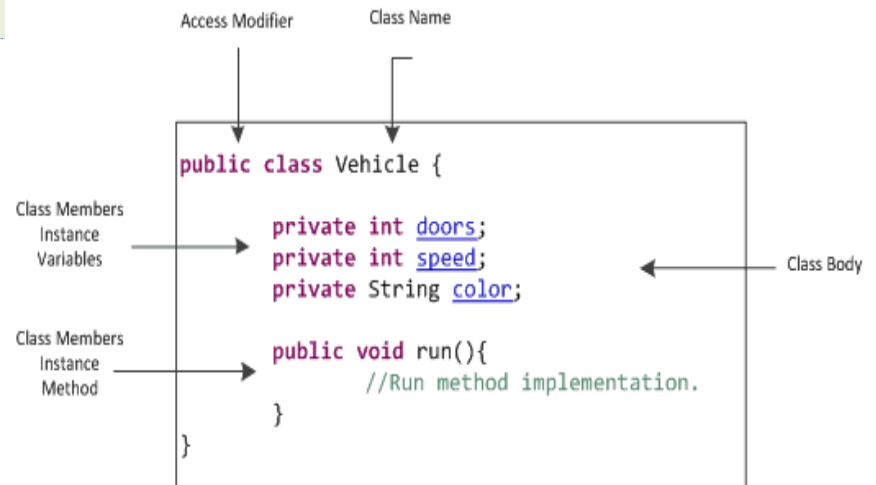 Access Modifier
Class Name
public class Vehicle {
Class Members
Instance
Variables
private int doors;
private int speed;
private String color;
Class Body
Class Members
Instance
Method
public void run(){
//Run method implementation.
}
}